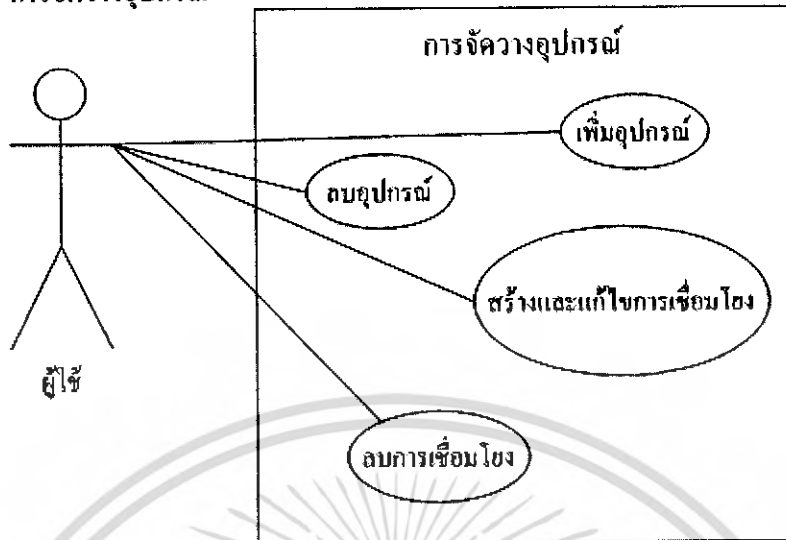 การจัดวางอุปกรณ์
เพิ่มอุปกรณ์
ลบอุปกรณ์
สร้างและแก้ไขการเชื่อมโยง
ผู้ใช้
ลบการเชื่อมโยง